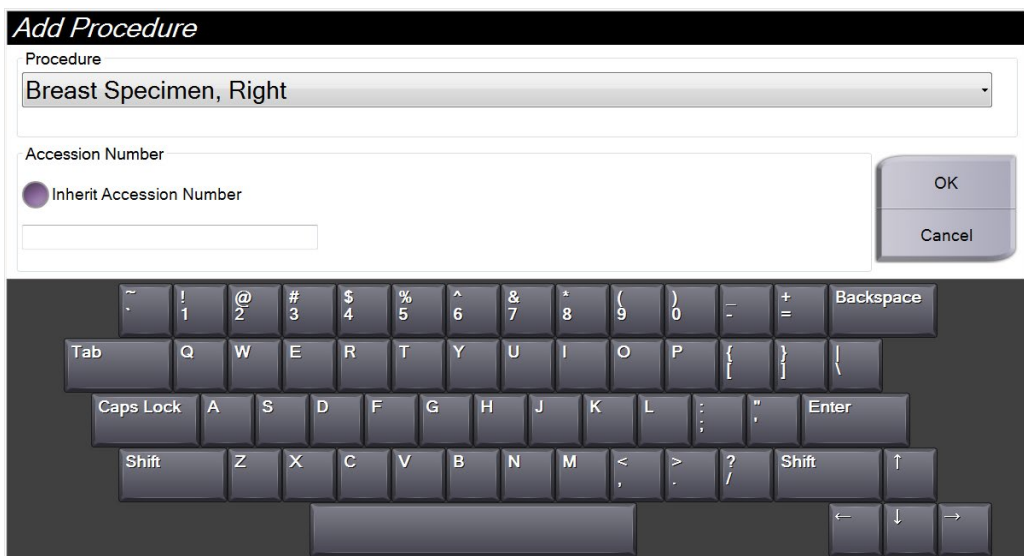 Add Procedure
Procedure
Breast Specimen, Right
Accession Number
Inherit Accession Number
OK
Cancel
~ ! @ # $ % ^ & * ( ) _ + Backspace
` 1 2 3 4 5 6 7 8 9 0 - =
Tab Q W E R T Y U I O P { } |
[ ] \
Caps Lock A S D F G H J K L : " Enter
; '
Shift Z X C V B N M < > ? Shift ↑
, . /
← ↓ →